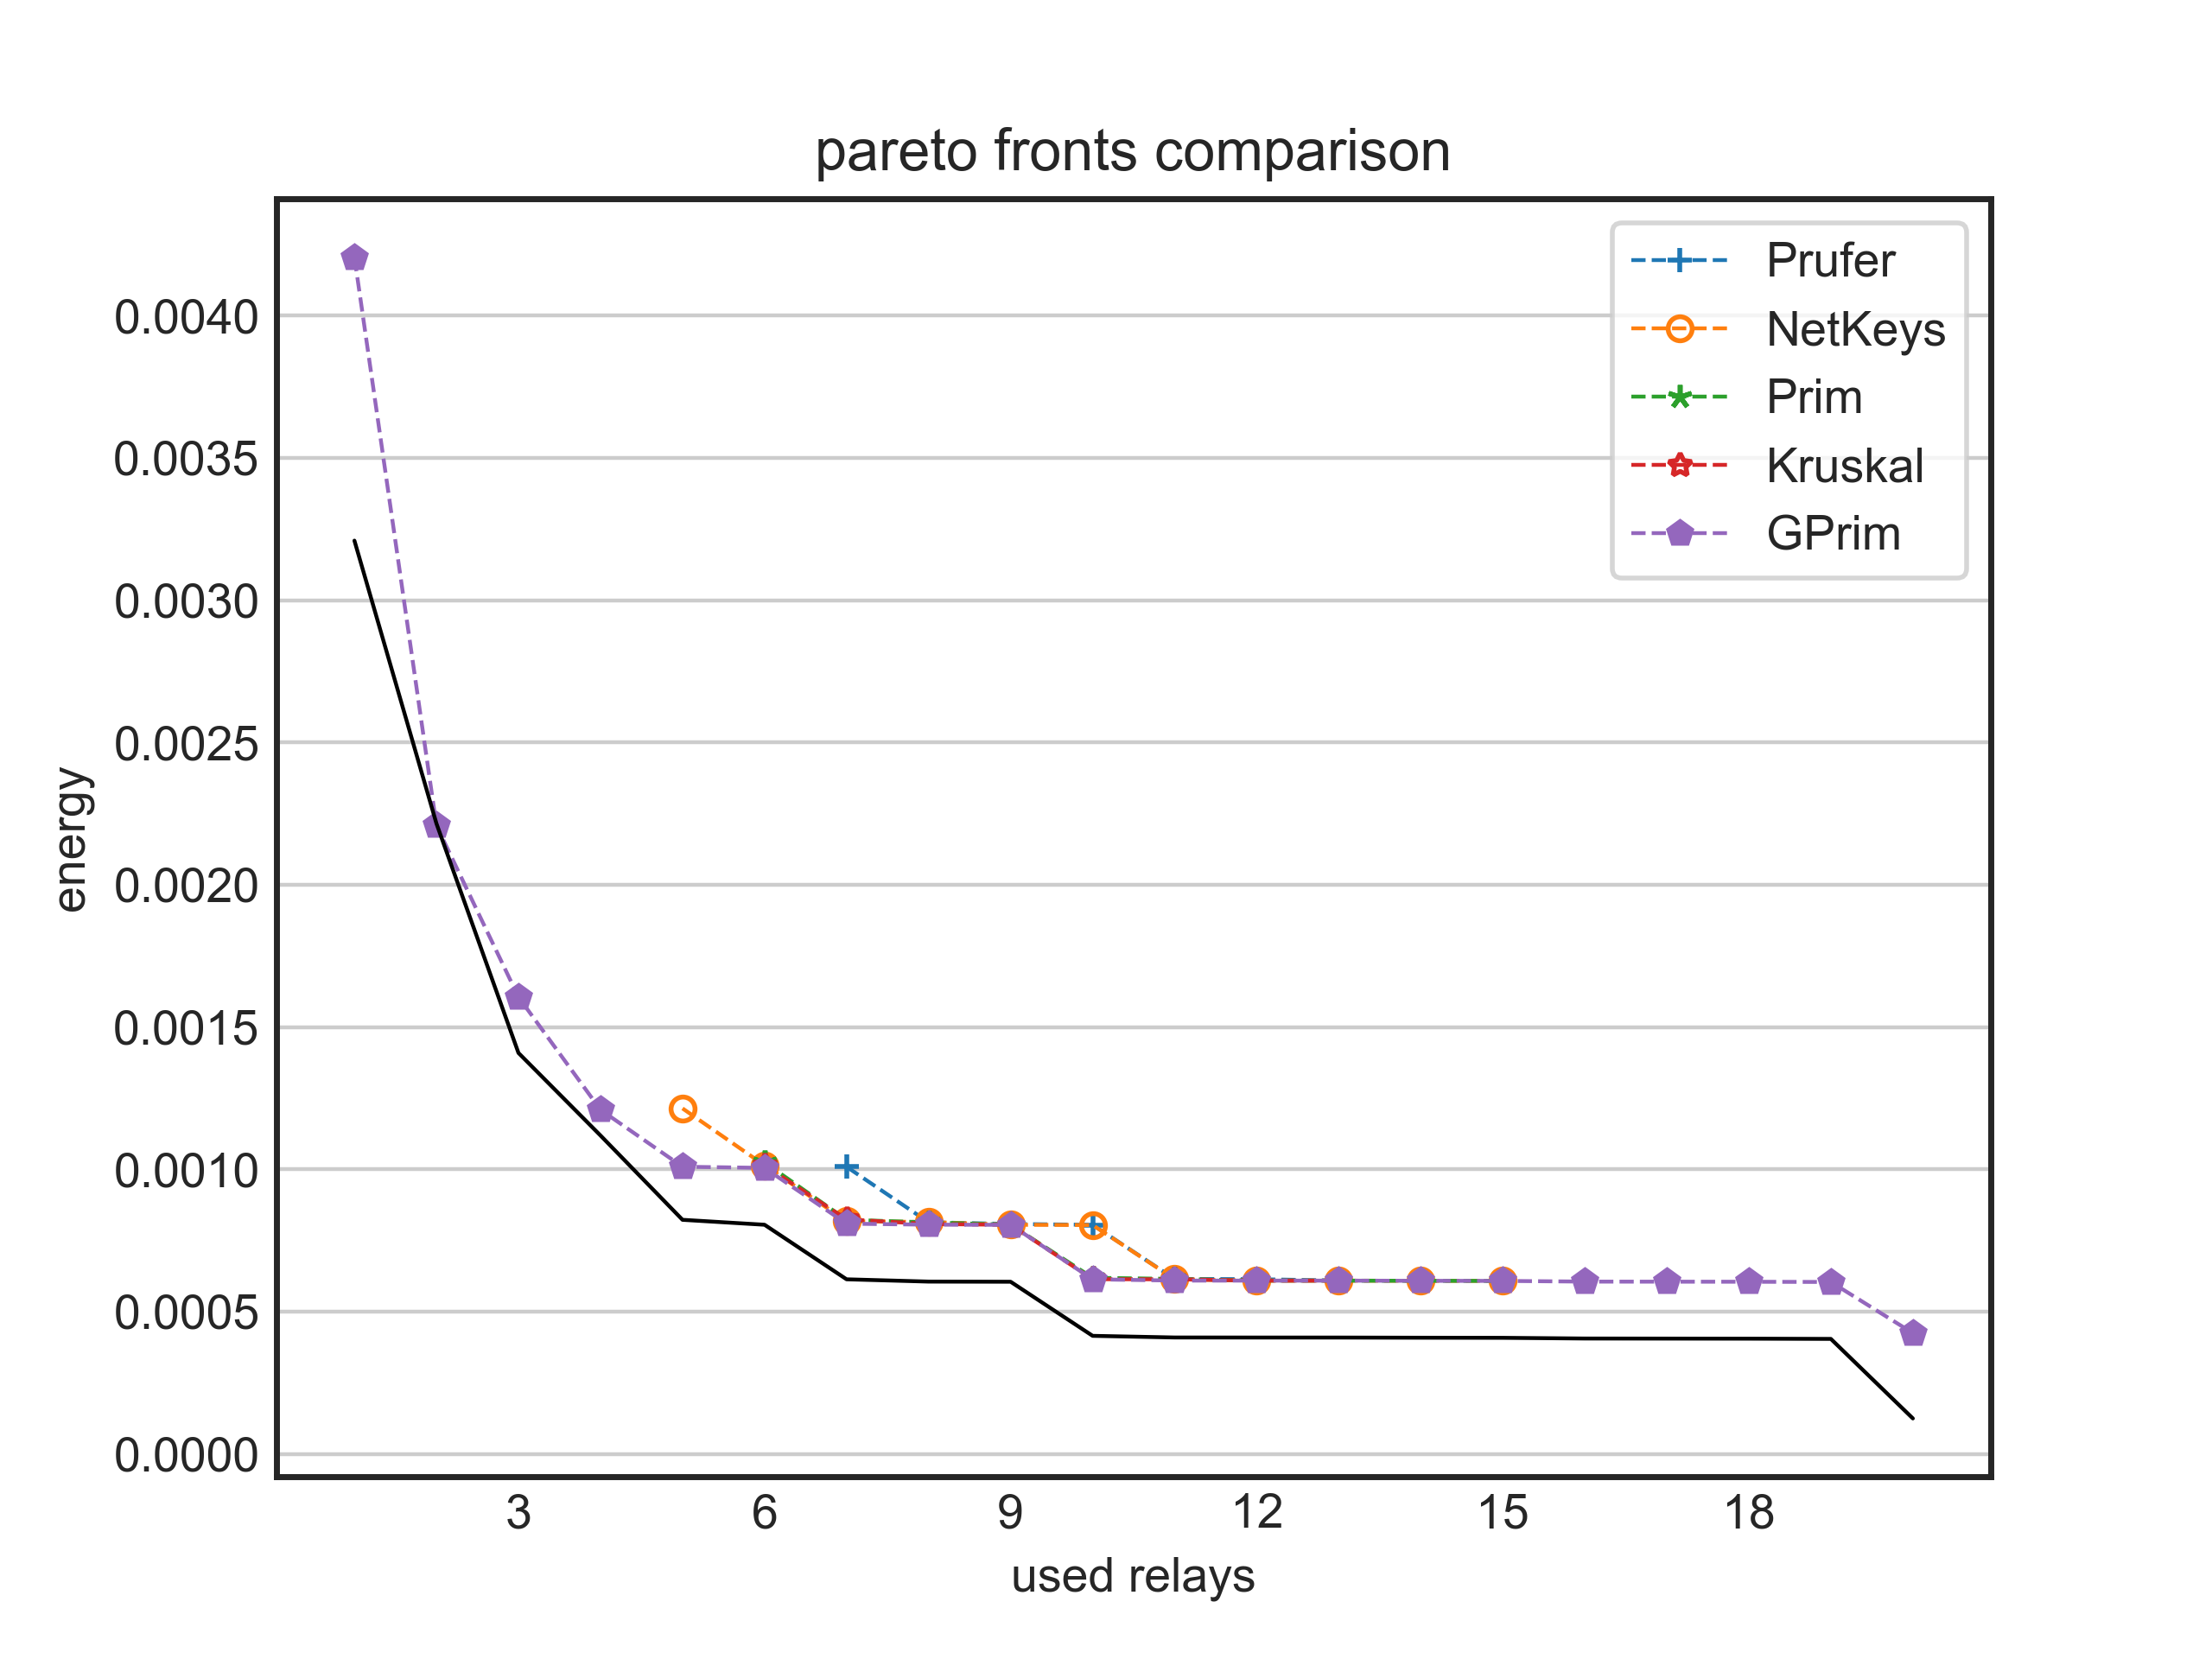 pareto fronts comparison
Prufer
NetKeys
Prim
Kruskal
GPrim
0.0040
0.0035
0.0030
0.0025
0.0020
0.0015
0.0010
0.0005
0.0000
energy
3 6 9 12 15 18
used relays